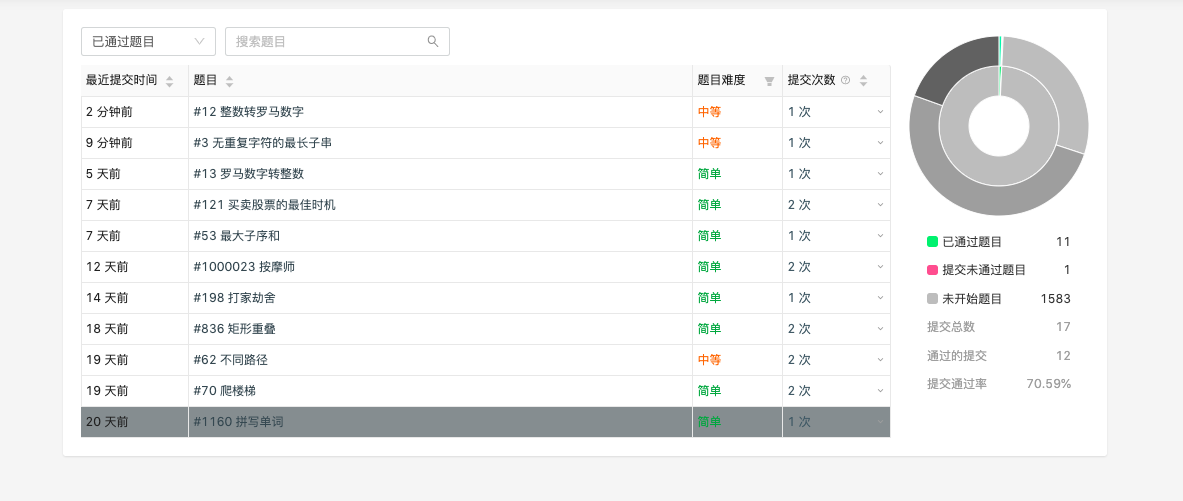 已通过题目 搜索题目
最近提交时间 题目 题目难度 提交次数
2 分钟前 #12 整数转罗马数字 中等 1 次
9 分钟前 #3 无重复字符的最长子串 中等 1 次
5 天前 #13 罗马数字转整数 简单 1 次
7 天前 #121 买卖股票的最佳时机 简单 2 次
7 天前 #53 最大子序和 简单 1 次
12 天前 #1000023 按摩师 简单 2 次
14 天前 #198 打家劫舍 简单 1 次
18 天前 #836 矩形重叠 简单 2 次
19 天前 #62 不同路径 中等 2 次
19 天前 #70 爬楼梯 简单 2 次
20 天前 #1160 拼写单词 简单 1 次
已通过题目 11
提交未通过题目 1
未开始题目 1583
提交总数 17
通过的提交 12
提交通过率 70.59%